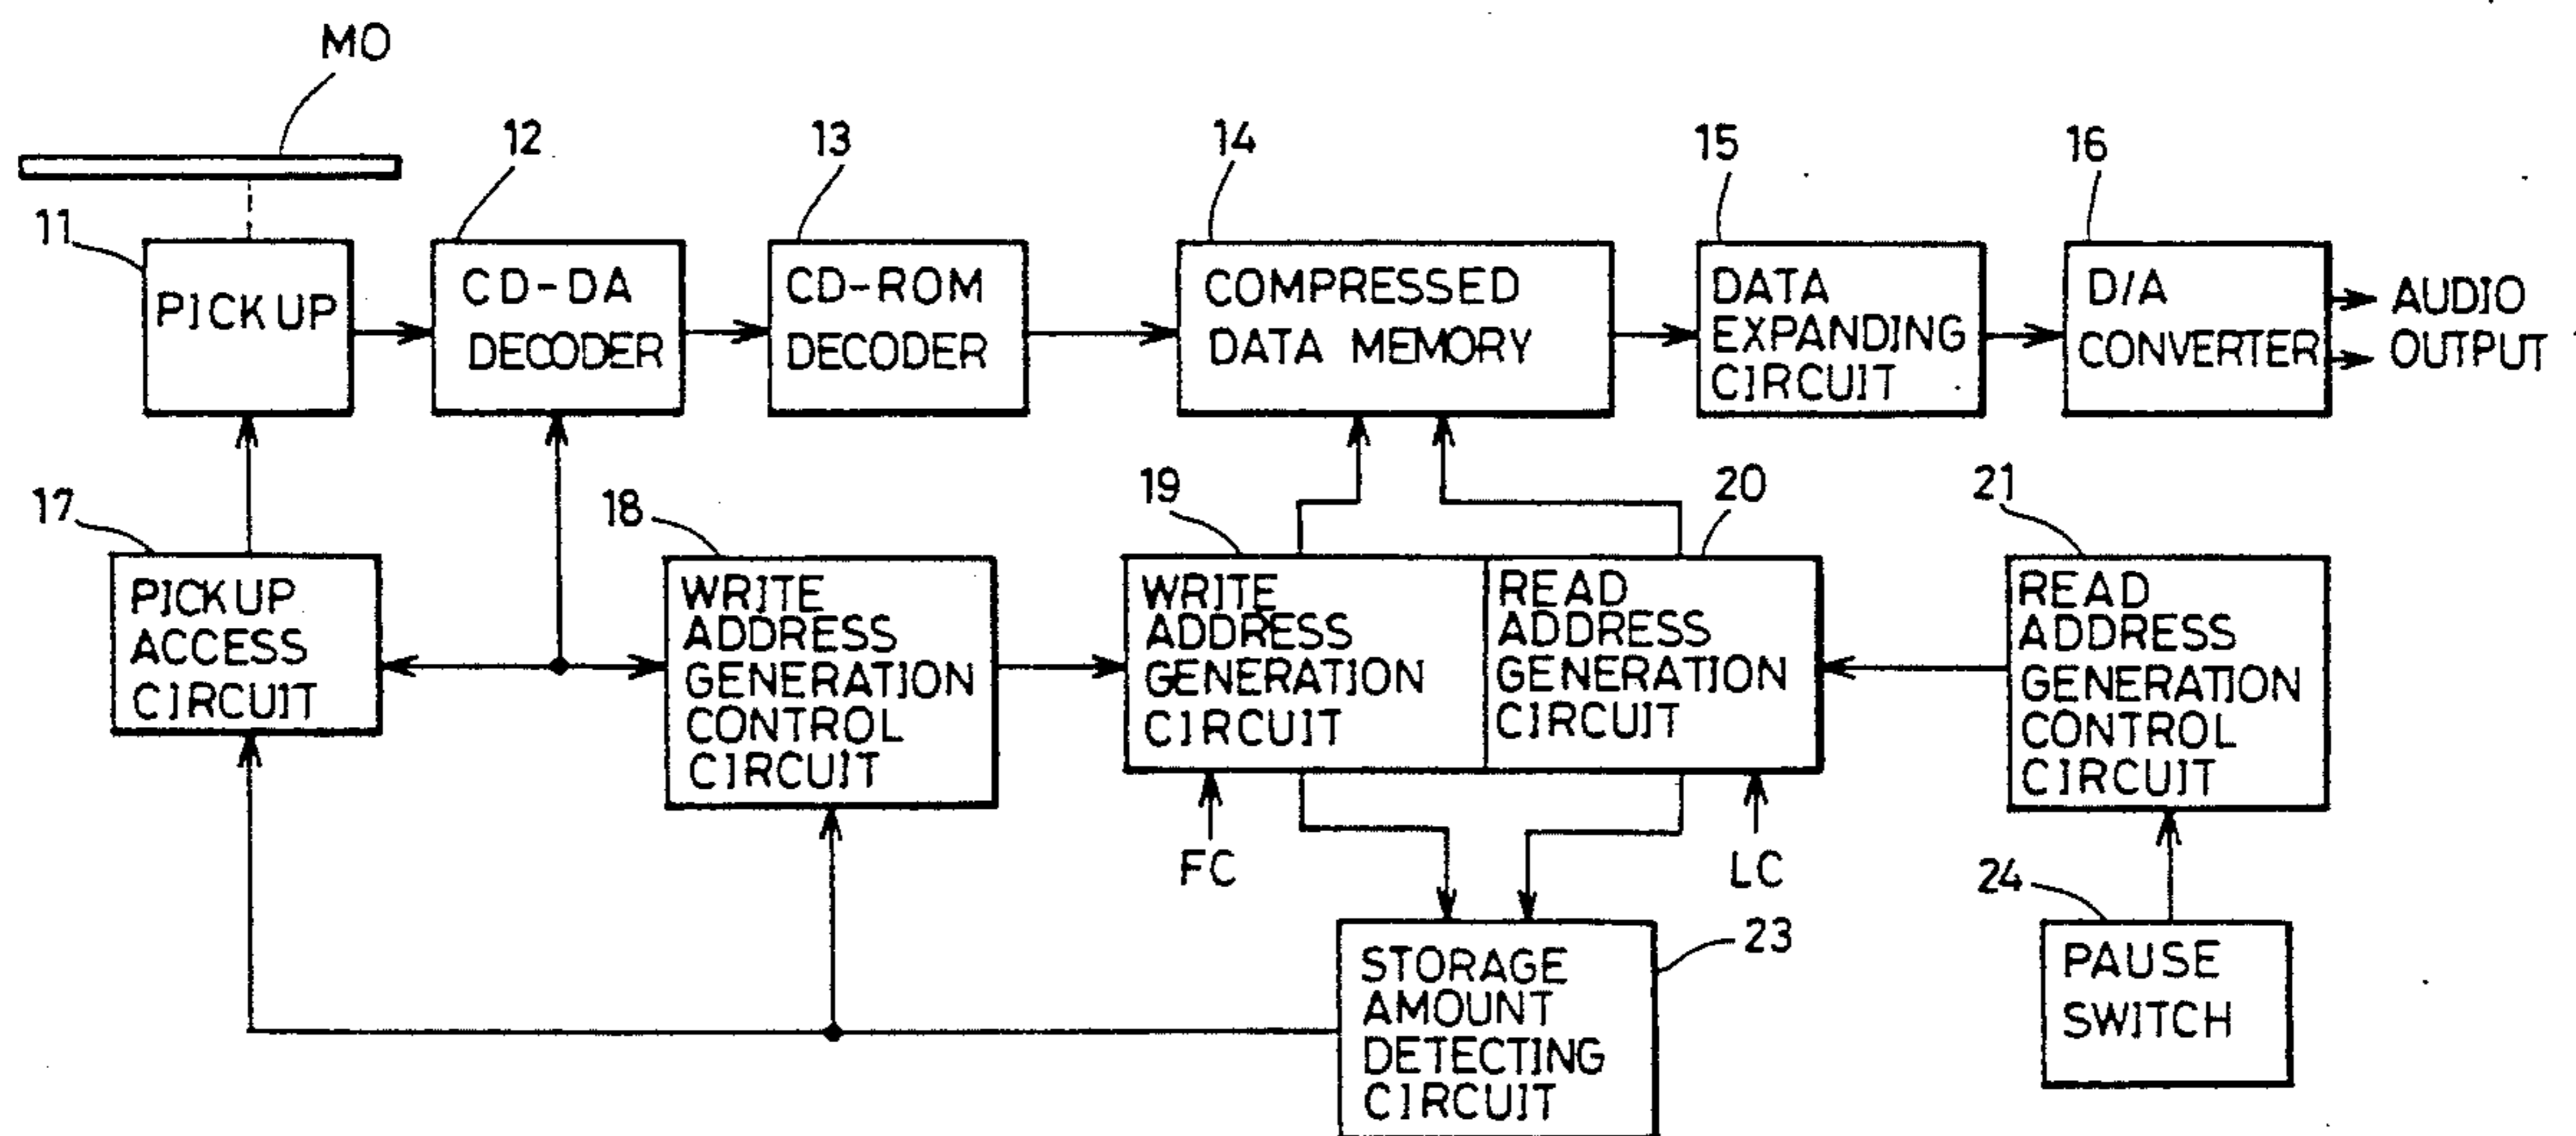 MO
11
PICKUP
12
CD-DA
DECODER
13
CD-ROM
DECODER
14
COMPRESSED
DATA MEMORY
15
DATA
EXPANDING
CIRCUIT
16
D/A
CONVERTER
AUDIO
OUTPUT
17
PICKUP
ACCESS
CIRCUIT
18
WRITE
ADDRESS
GENERATION
CONTROL
CIRCUIT
19
WRITE
ADDRESS
GENERATION
CIRCUIT
20
READ
ADDRESS
GENERATION
CIRCUIT
21
READ
ADDRESS
GENERATION
CONTROL
CIRCUIT
FC
LC
23
STORAGE
AMOUNT
DETECTING
CIRCUIT
24
PAUSE
SWITCH